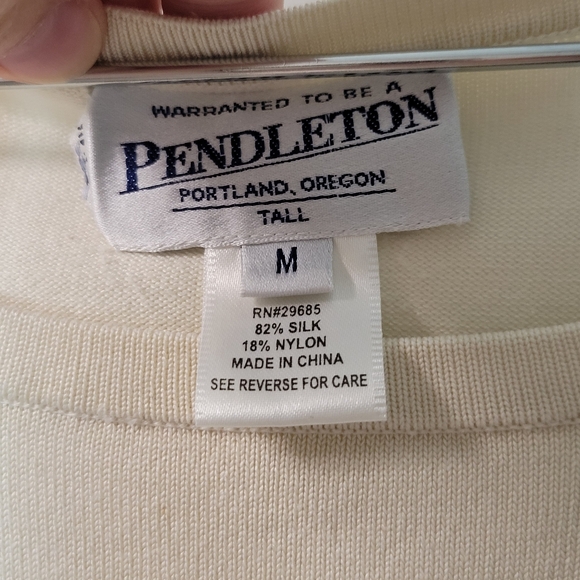 WARRANTED TO BE A
PENDLETON
PORTLAND, OREGON
TALL
M
RN#29685
82% SILK
18% NYLON
MADE IN CHINA
SEE REVERSE FOR CARE